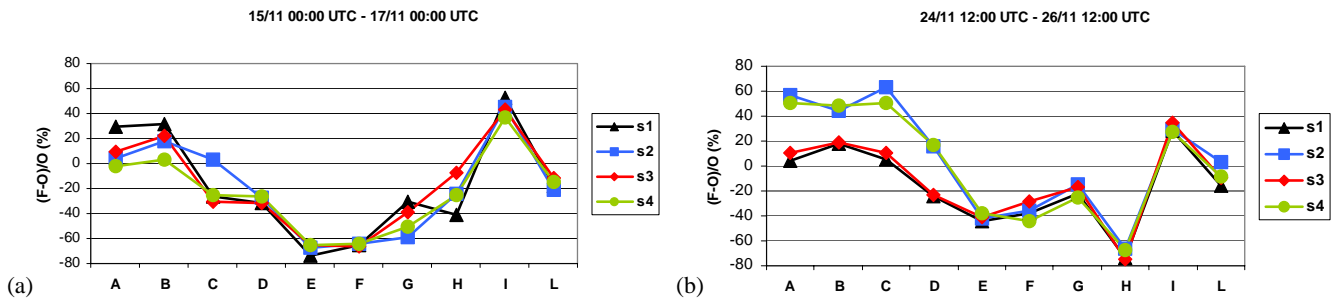 15/11 00:00 UTC - 17/11 00:00 UTC
(F-O)/O (%)
80
60
40
20
0
-20
-40
-60
-80
A B C D E F G H I L
s1
s2
s3
s4
(a)
24/11 12:00 UTC - 26/11 12:00 UTC
(F-O)/O (%)
80
60
40
20
0
-20
-40
-60
-80
A B C D E F G H I L
s1
s2
s3
s4
(b)